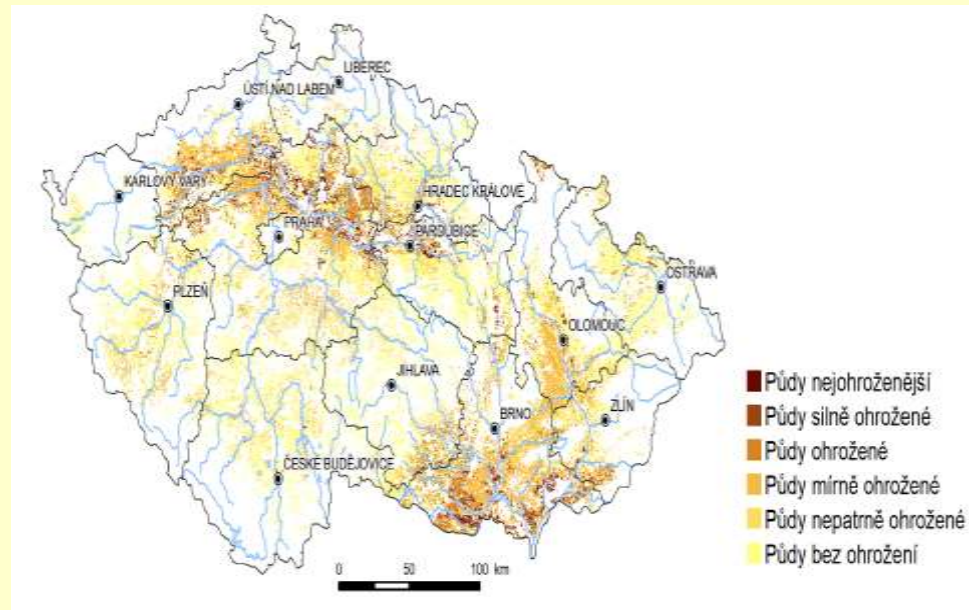 LIBEREC
ÚSTÍ NAD LABEM
KARLOVY VARY
HRADEC KRÁLOVÉ
PRAHA
PARDUBICE
OSTRAVA
PLZEŇ
OLOMOUC
JIHLAVA
ZLÍN
BRNO
ČESKE BUDĚJOVICE
Půdy nejohroženější
Půdy silně ohrožené
Půdy ohrožené
Půdy mírně ohrožené
Půdy nepatrně ohrožené
Půdy bez ohrožení
0 50 100 km